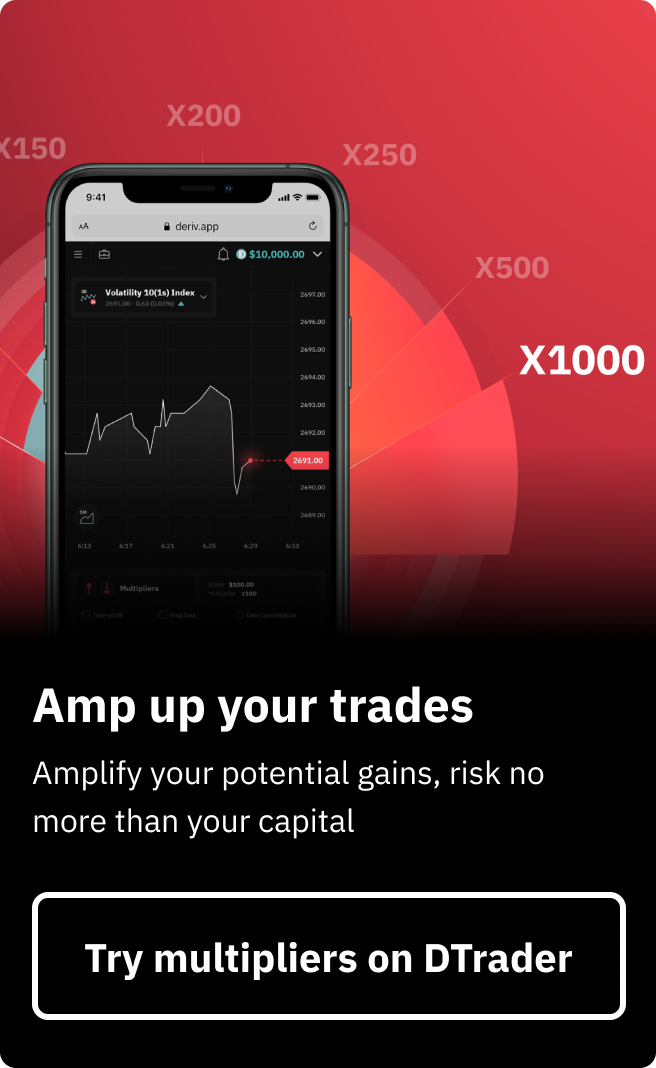 X200
X150
X250
9:41
AA
deriv.app
$10,000.00
X500
Volatility 10(1s) Index
2691.00 - 0.60 (0.03%)
2697.00
2696.00
2695.00
2694.00
X1000
2693.00
2692.00
2691.00
2690.00
2689.00
5M
6:13 6:17 6:21 6.25 6:29 6:33
Multipliers
$100.00
Multiplier x100
Take profit
Stop loss
Deal cancellation
Amp up your trades
Amplify your potential gains, risk no
more than your capital
Try multipliers on DTrader